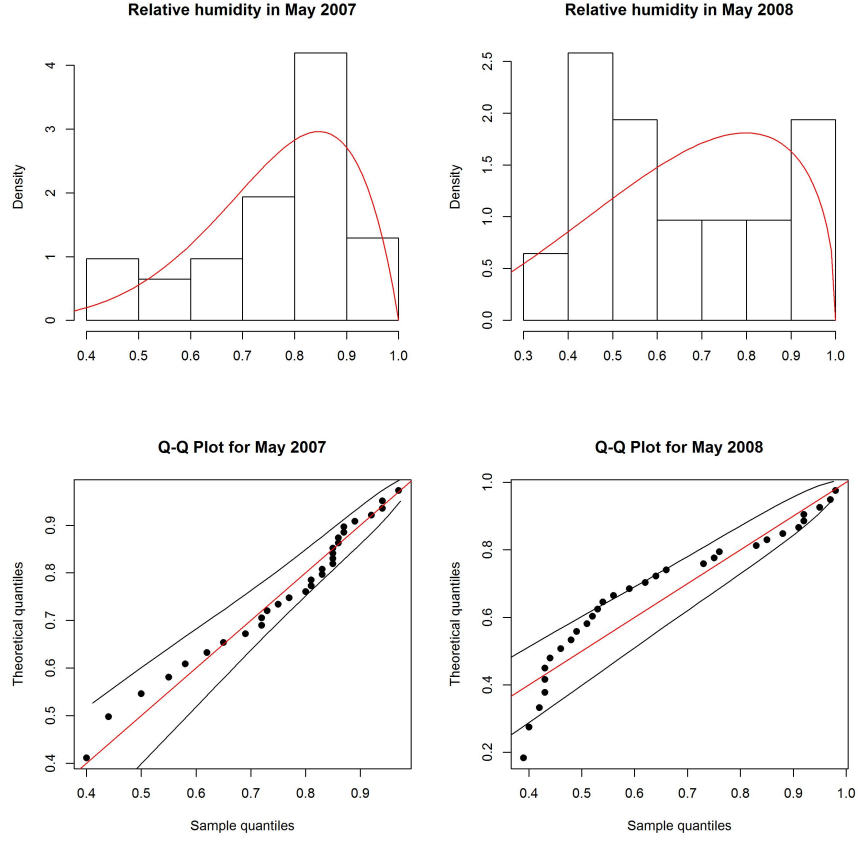 Relative humidity in May 2007
Density
0 1 2 3 4
0.4 0.5 0.6 0.7 0.8 0.9 1.0
Relative humidity in May 2008
Density
0.0 0.5 1.0 1.5 2.0 2.5
0.3 0.4 0.5 0.6 0.7 0.8 0.9 1.0
Q-Q Plot for May 2007
Theoretical quantiles
0.4 0.5 0.6 0.7 0.8 0.9
0.4 0.5 0.6 0.7 0.8 0.9
Sample quantiles
Q-Q Plot for May 2008
Theoretical quantiles
0.2 0.4 0.6 0.8 1.0
0.4 0.5 0.6 0.7 0.8 0.9 1.0
Sample quantiles